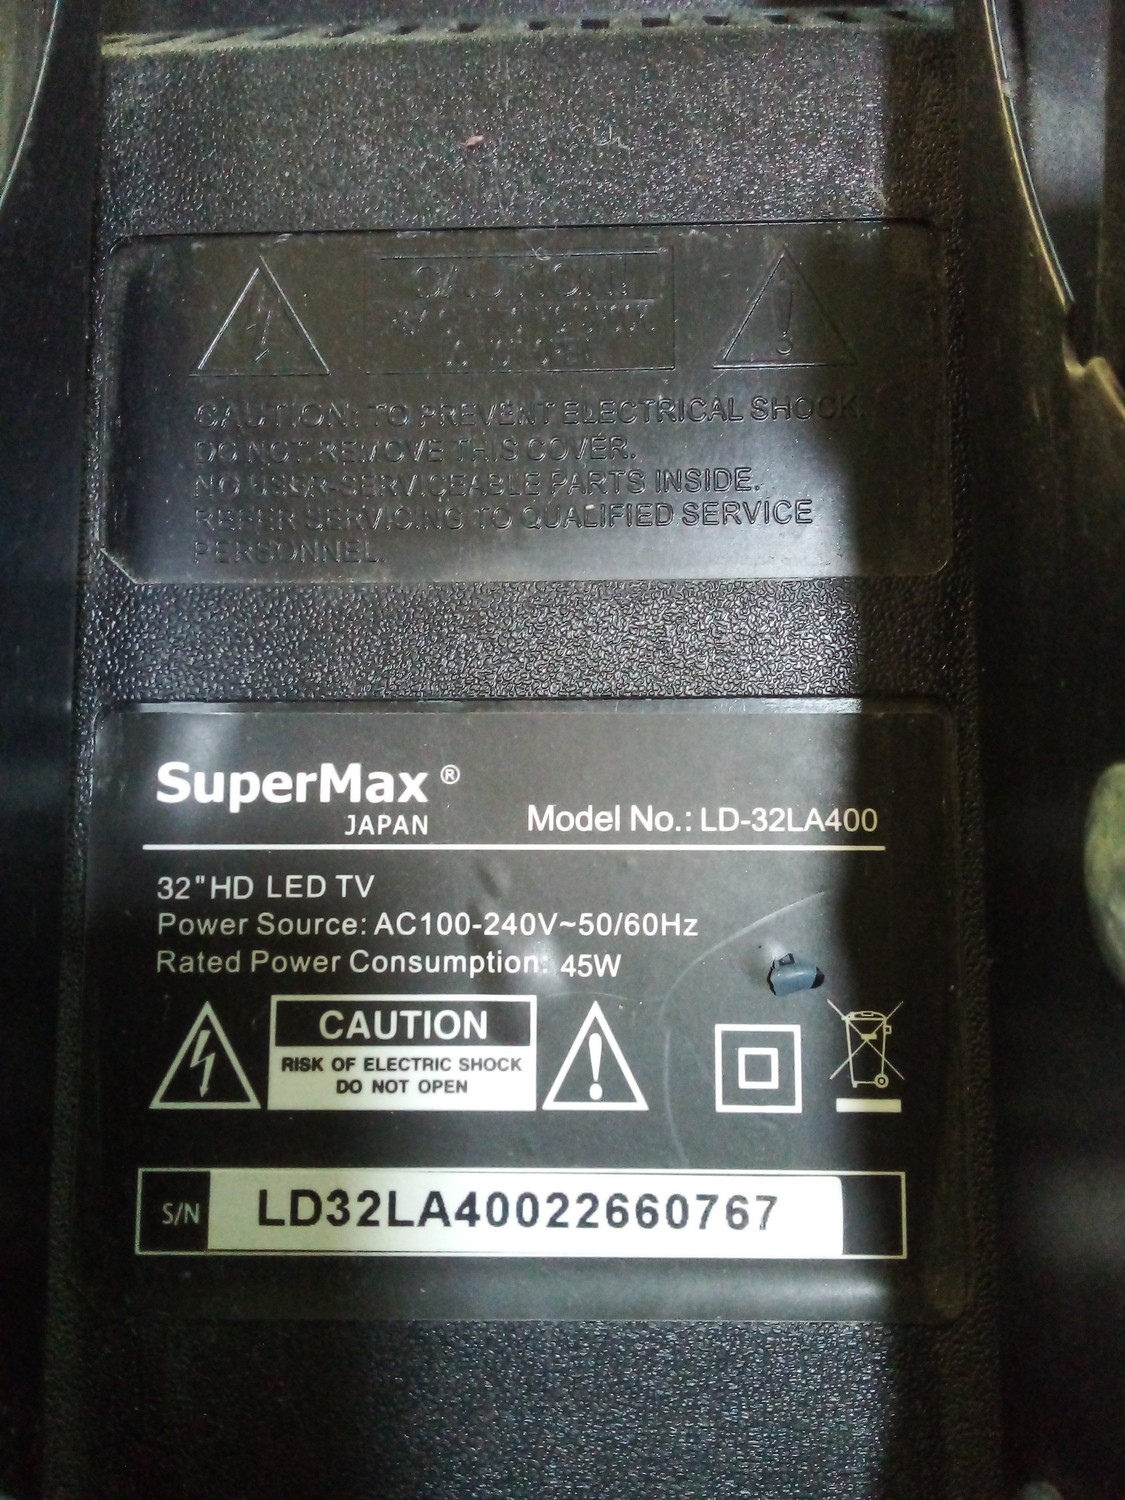 CAUTION
CAUTION: TO PREVENT ELECTRICAL SHOCK,
DO NOT REMOVE THIS COVER.
NO USER-SERVICEABLE PARTS INSIDE.
REFER SERVICING TO QUALIFIED SERVICE
PERSONNEL.
SuperMax ®
JAPAN
Model No.: LD-32LA400
32" HD LED TV
Power Source: AC100-240V~50/60Hz
Rated Power Consumption: 45W
CAUTION
RISK OF ELECTRIC SHOCK
DO NOT OPEN
S/N
LD32LA40022660767